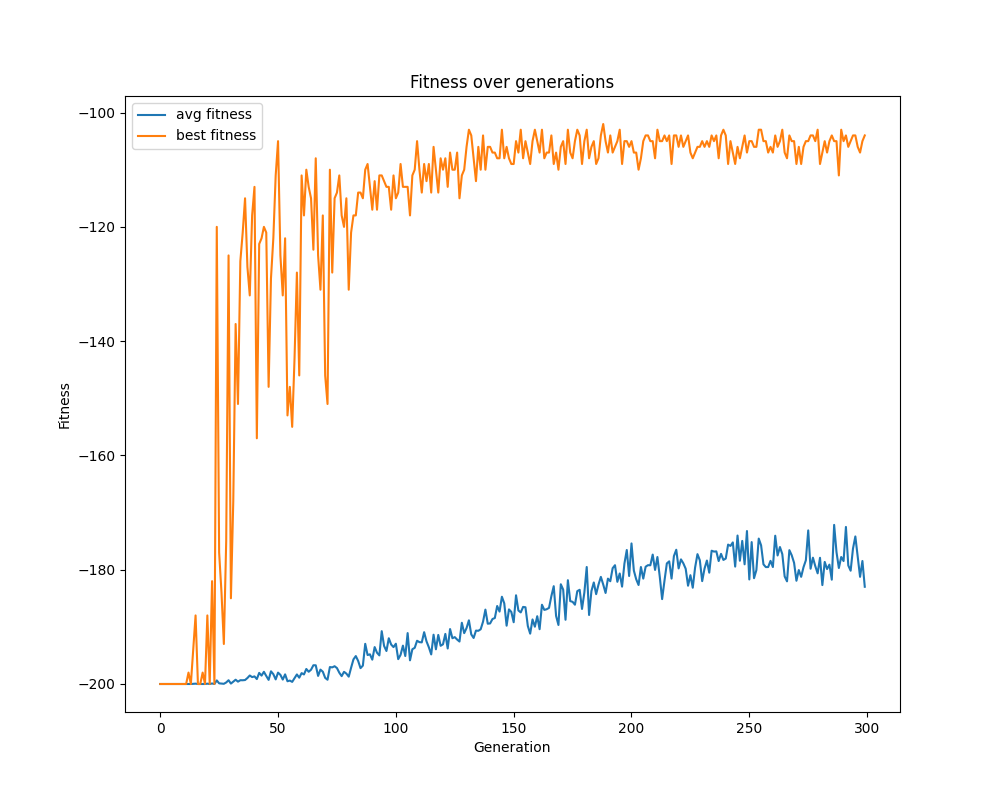 Fitness over generations
avg fitness
best fitness
−100
−120
−140
−160
−180
−200
Fitness
0 50 100 150 200 250 300
Generation